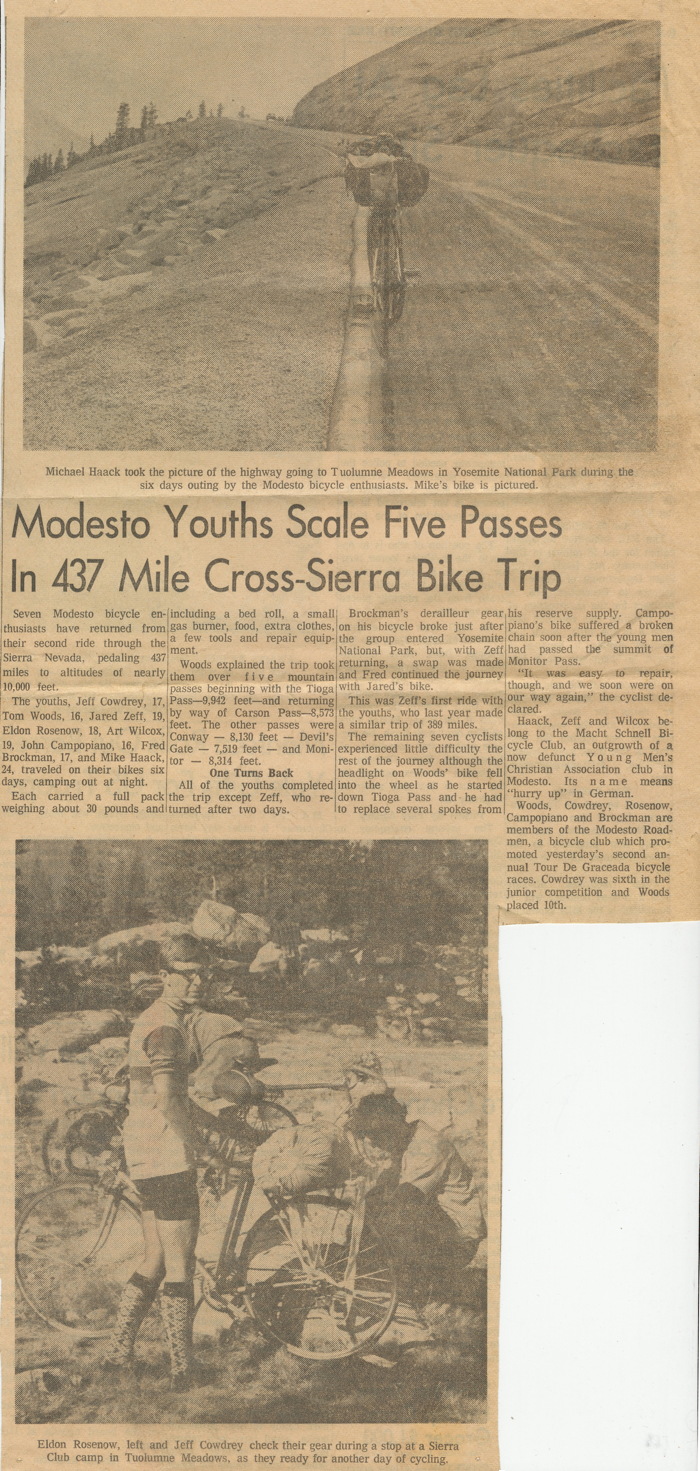 Michael Haack took the picture of the highway going to Tuolumne Meadows in Yosemite National Park during the
six days outing by the Modesto bicycle enthusiasts. Mike's bike is pictured.
Modesto Youths Scale Five Passes
In 437 Mile Cross-Sierra Bike Trip
Seven Modesto bicycle en-
thusiasts have returned from
their second ride through the
Sierra Nevada, pedaling 437
miles to altitudes of nearly
10,000 feet.
The youths, Jeff Cowdrey, 17,
Tom Woods, 16, Jared Zeff, 19,
Eldon Rosenow, 18, Art Wilcox,
19, John Campopiano, 16, Fred
Brockman, 17, and Mike Haack,
24, traveled on their bikes six
days, camping out at night.
Each carried a full pack
weighing about 30 pounds and
including a bed roll, a small
gas burner, food, extra clothes,
a few tools and repair equip-
ment.
Woods explained the trip took
them over five mountain
passes beginning with the Tioga
Pass—9,942 feet—and returning
by way of Carson Pass—8,573
feet. The other passes were
Conway — 8,130 feet — Devil's
Gate — 7,519 feet — and Moni-
tor — 8,314 feet.
One Turns Back
All of the youths completed
the trip except Zeff, who re-
turned after two days.
Brockman's derailleur gear
on his bicycle broke just after
the group entered Yosemite
National Park, but, with Zeff
returning, a swap was made
and Fred continued the journey
with Jared's bike.
This was Zeff's first ride with
the youths, who last year made
a similar trip of 389 miles.
The remaining seven cyclists
experienced little difficulty the
rest of the journey although the
headlight on Woods' bike fell
into the wheel as he started
down Tioga Pass and he had
to replace several spokes from
his reserve supply. Campo-
piano's bike suffered a broken
chain soon after the young men
had passed the summit of
Monitor Pass.
"It was easy to repair,
though, and we soon were on
our way again," the cyclist de-
clared.
Haack, Zeff and Wilcox be-
long to the Macht Schnell Bi-
cycle Club, an outgrowth of a
now defunct Young Men's
Christian Association club in
Modesto. Its name means
"hurry up" in German.
Woods, Cowdrey, Rosenow,
Campopiano and Brockman are
members of the Modesto Road-
men, a bicycle club which pro-
moted yesterday's second an-
nual Tour De Graceada bicycle
races. Cowdrey was sixth in the
junior competition and Woods
placed 10th.
Eldon Rosenow, left and Jeff Cowdrey check their gear during a stop at a Sierra
Club camp in Tuolumne Meadows, as they ready for another day of cycling.